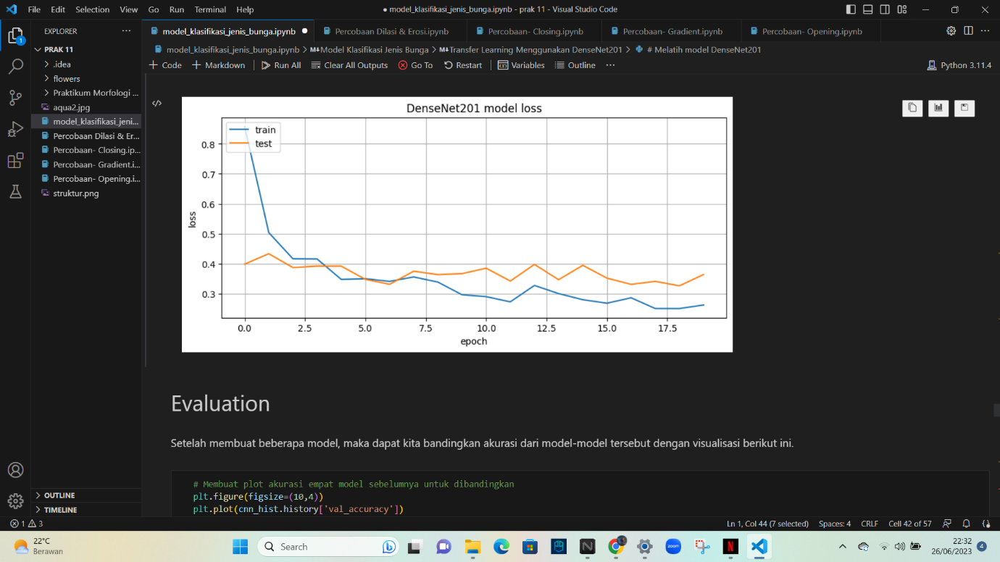 File Edit Selection View Go Run Terminal Help
● model_klasifikasi_jenis_bunga.ipynb - prak 11 - Visual Studio Code
EXPLORER
model_klasifikasi_jenis_bunga.ipynb ●
Percobaan Dilasi & Erosi.ipynb
Percobaan- Closing.ipynb
Percobaan- Gradient.ipynb
Percobaan- Opening.ipynb
1
model_klasifikasi_jenis_bunga.ipynb > M↓Model Klasifikasi Jenis Bunga > M↓Transfer Learning Menggunakan DenseNet201 > # Melatih model DenseNet201
+ Code + Markdown Run All Clear All Outputs Go To Restart Variables Outline ···
Python 3.11.4
PRAK 11
.idea
flowers
Praktikum Morfologi ...
aqua2.jpg
model_klasifikasi_jeni...
Percobaan Dilasi & Er...
Percobaan- Closing.ip...
Percobaan- Gradient.i...
Percobaan- Opening.i...
struktur.png
DenseNet201 model loss
train
test
0.8
0.7
0.6
0.5
0.4
0.3
loss
0.0 2.5 5.0 7.5 10.0 12.5 15.0 17.5
epoch
Evaluation
Setelah membuat beberapa model, maka dapat kita bandingkan akurasi dari model-model tersebut dengan visualisasi berikut ini.
# Membuat plot akurasi empat model sebelumnya untuk dibandingkan
plt.figure(figsize=(10,4))
plt.plot(cnn_hist.history['val_accuracy'])
OUTLINE
TIMELINE
1 3
Ln 1, Col 44 (7 selected) Spaces: 4 CRLF Cell 42 of 57
22°C
Berawan
Search
zoom
22:32
26/06/2023
4